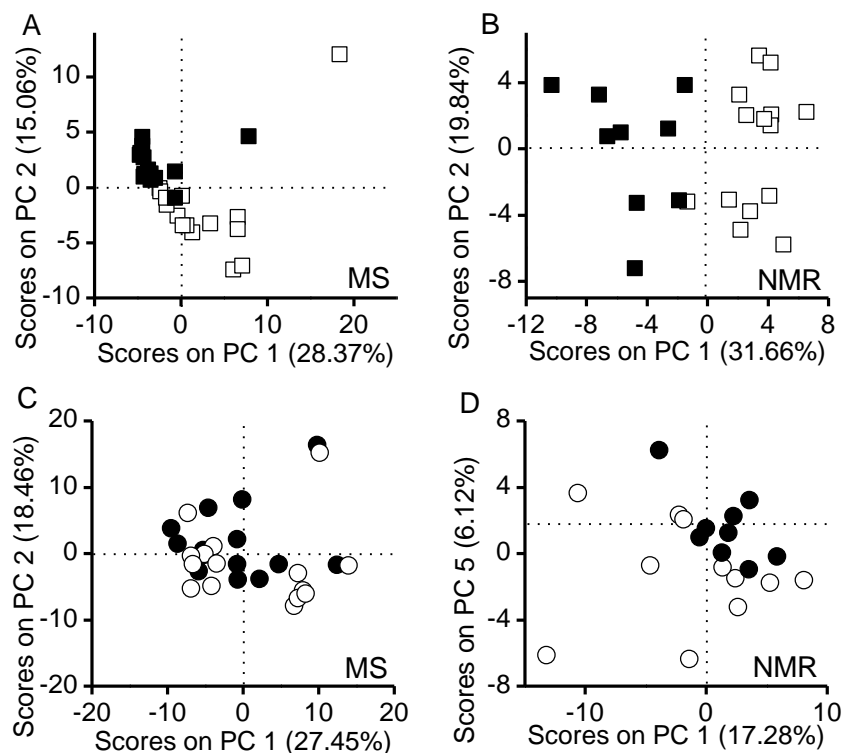 A
Scores on PC 2 (15.06%)
10
5
0
-5
-10
-10 0 10 20
MS
Scores on PC 1 (28.37%)
B
Scores on PC 2 (19.84%)
4
0
-4
-8
-12 -8 -4 0 4 8
NMR
Scores on PC 1 (31.66%)
C
Scores on PC 2 (18.46%)
20
10
0
-10
-20
-20 -10 0 10 20
MS
Scores on PC 1 (27.45%)
D
Scores on PC 5 (6.12%)
8
4
0
-4
-8
-10 0 10
NMR
Scores on PC 1 (17.28%)